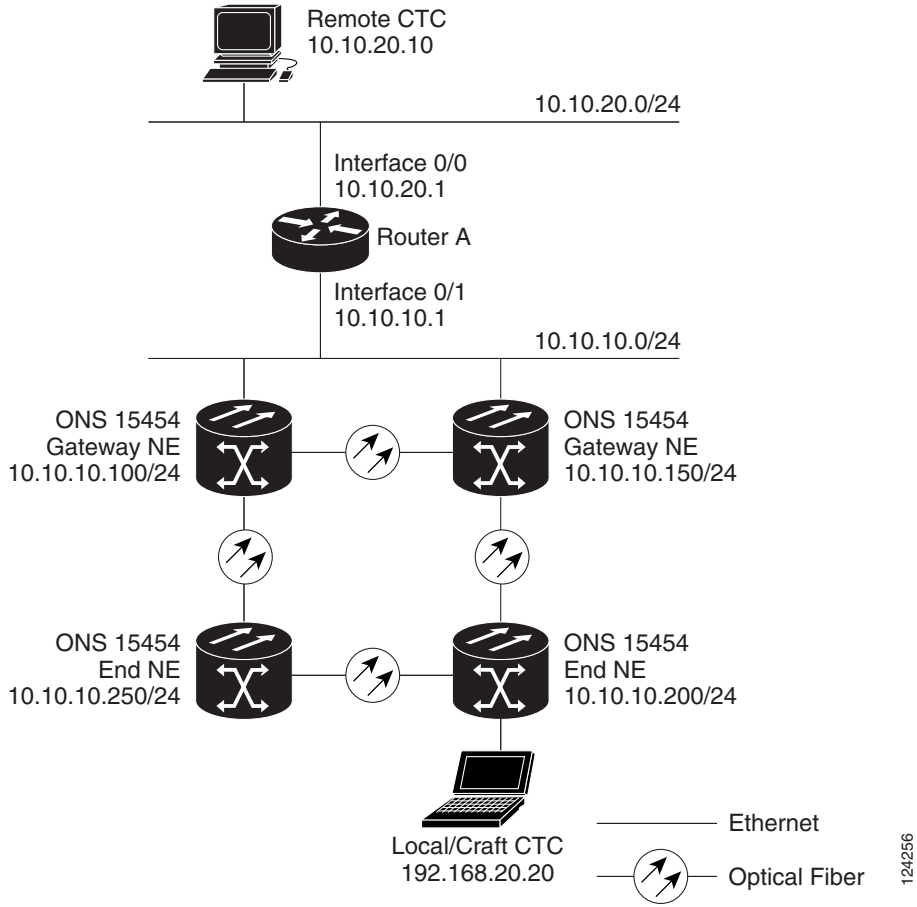 Remote CTC
10.10.20.10
10.10.20.0/24
Interface 0/0
10.10.20.1
Router A
Interface 0/1
10.10.10.1
10.10.10.0/24
ONS 15454
Gateway NE
10.10.10.100/24
ONS 15454
Gateway NE
10.10.10.150/24
ONS 15454
End NE
10.10.10.250/24
ONS 15454
End NE
10.10.10.200/24
Local/Craft CTC
192.168.20.20
Ethernet
Optical Fiber
124256